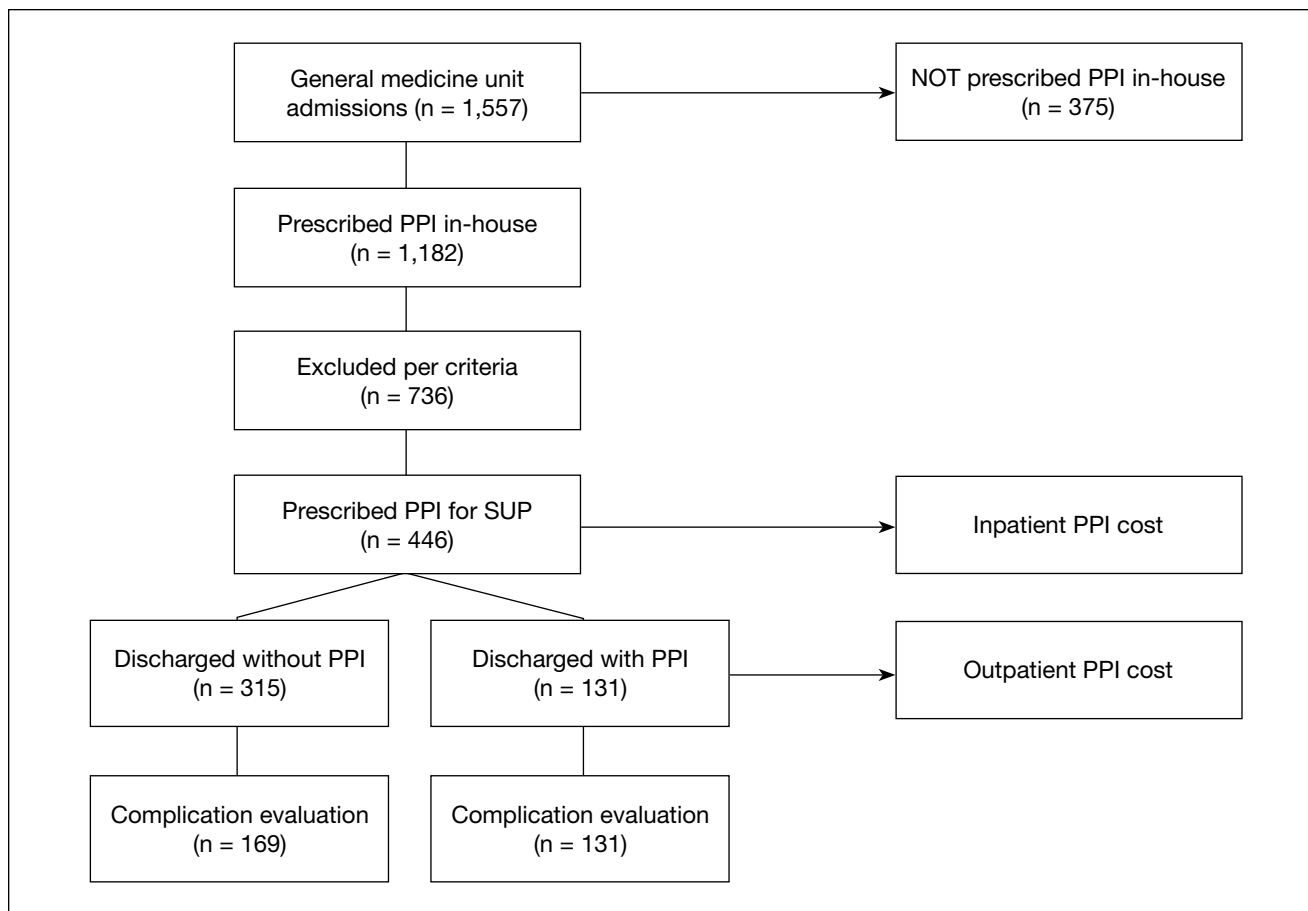 General medicine unit
admissions (n = 1,557)
NOT prescribed PPI in-house
(n = 375)
Prescribed PPI in-house
(n = 1,182)
Excluded per criteria
(n = 736)
Prescribed PPI for SUP
(n = 446)
Inpatient PPI cost
Discharged without PPI
(n = 315)
Discharged with PPI
(n = 131)
Outpatient PPI cost
Complication evaluation
(n = 169)
Complication evaluation
(n = 131)